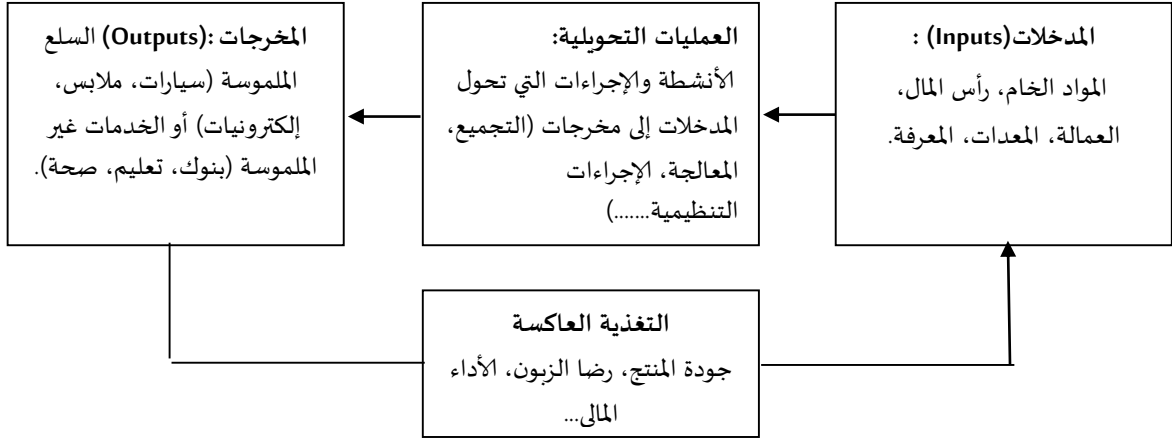 المدخلات(Inputs) :
المواد الخام، رأس المال،
العمالة، المعدات، المعرفة.
العمليات التحويلية:
الأنشطة والإجراءات التي تحول
المدخلات إلى مخرجات (التجميع،
المعالجة، الإجراءات
التنظيمية.......)
المخرجات :(Outputs) السلع
الملموسة (سيارات، ملابس،
إلكترونيات) أو الخدمات غير
الملموسة (بنوك، تعليم، صحة).
التغذية العاكسة
جودة المنتج، رضا الزبون، الأداء
المالي...